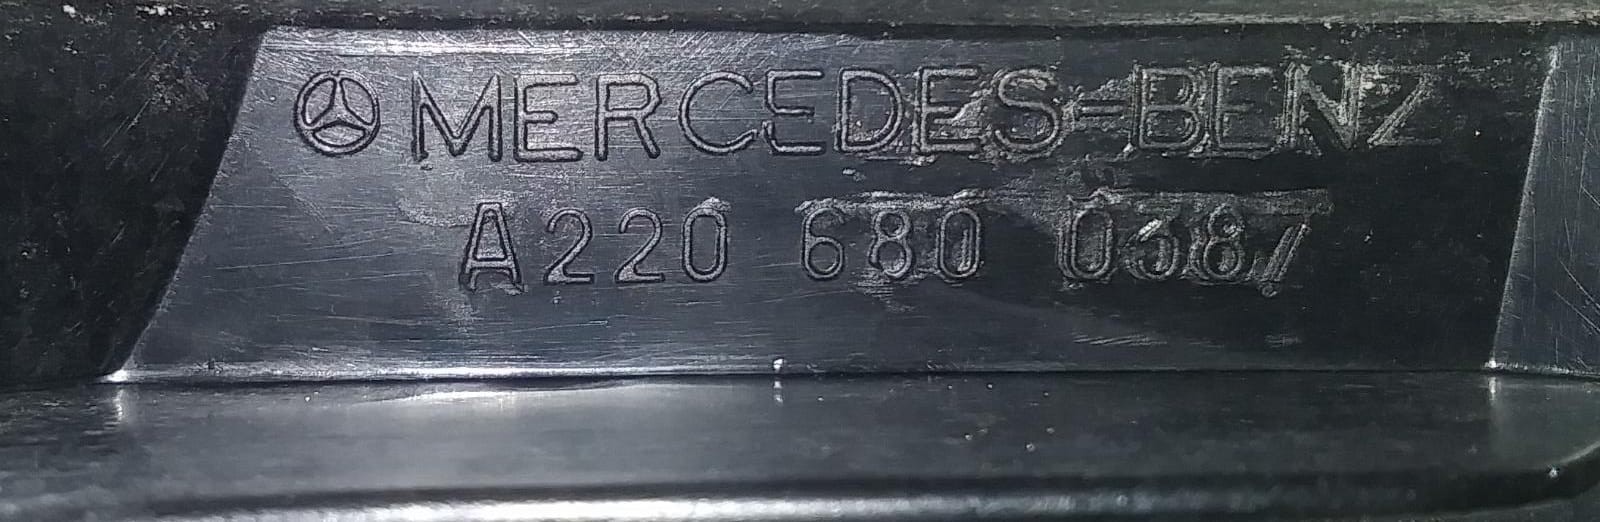 MERCEDES-BENZ
A220 680 0387